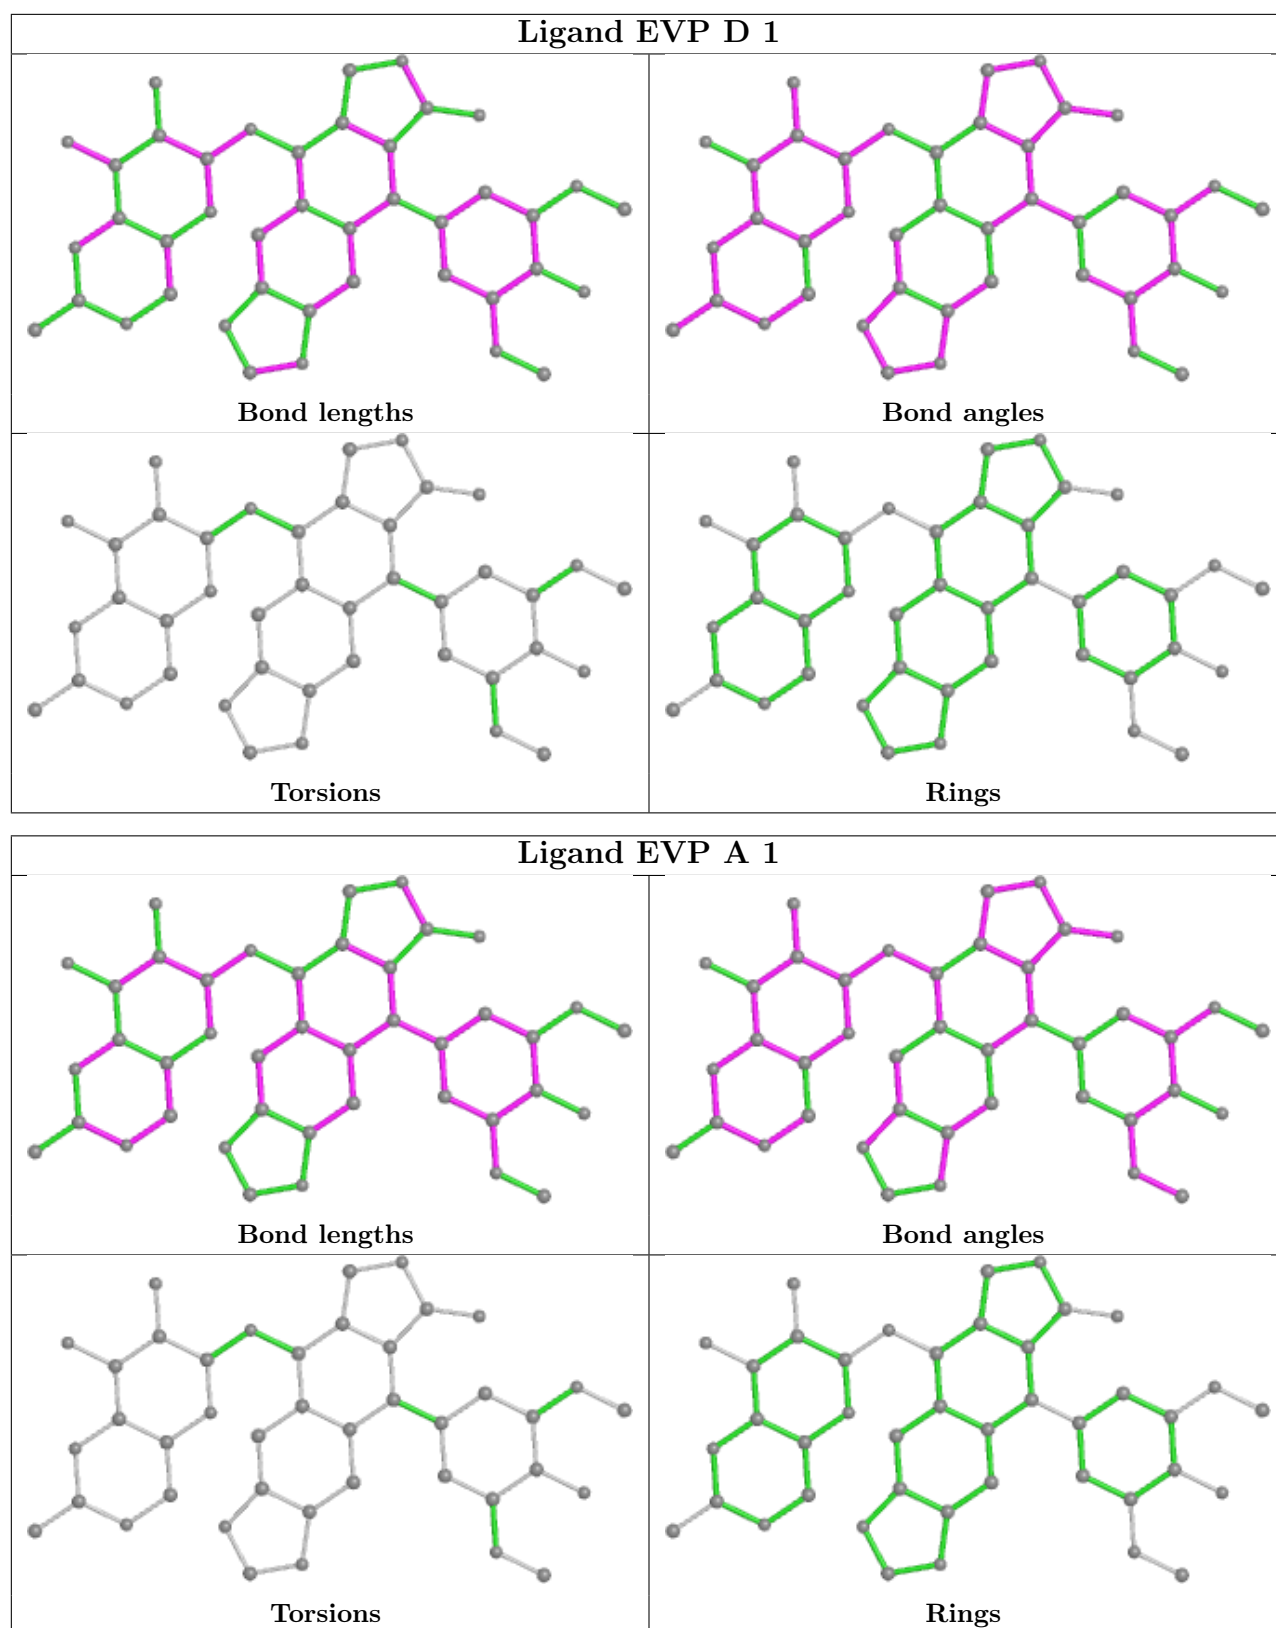 Ligand EVP D 1
Bond lengths
Bond angles
Torsions
Rings
Ligand EVP A 1
Bond lengths
Bond angles
Torsions
Rings